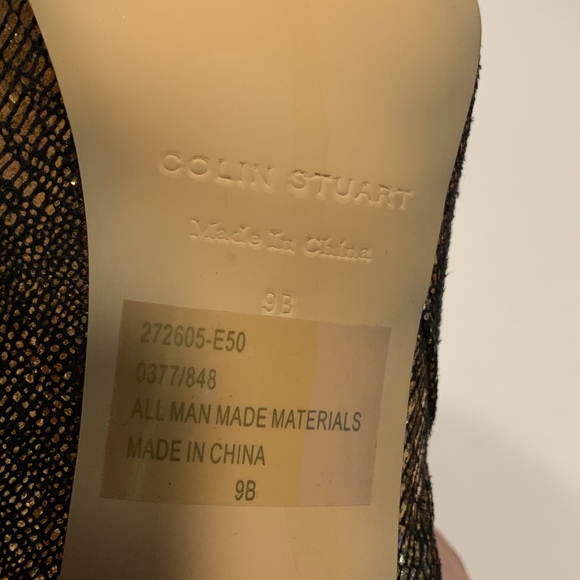 COLIN STUART
Made In China
9B
272605-E50
0377/848
ALL MAN MADE MATERIALS
MADE IN CHINA
9B